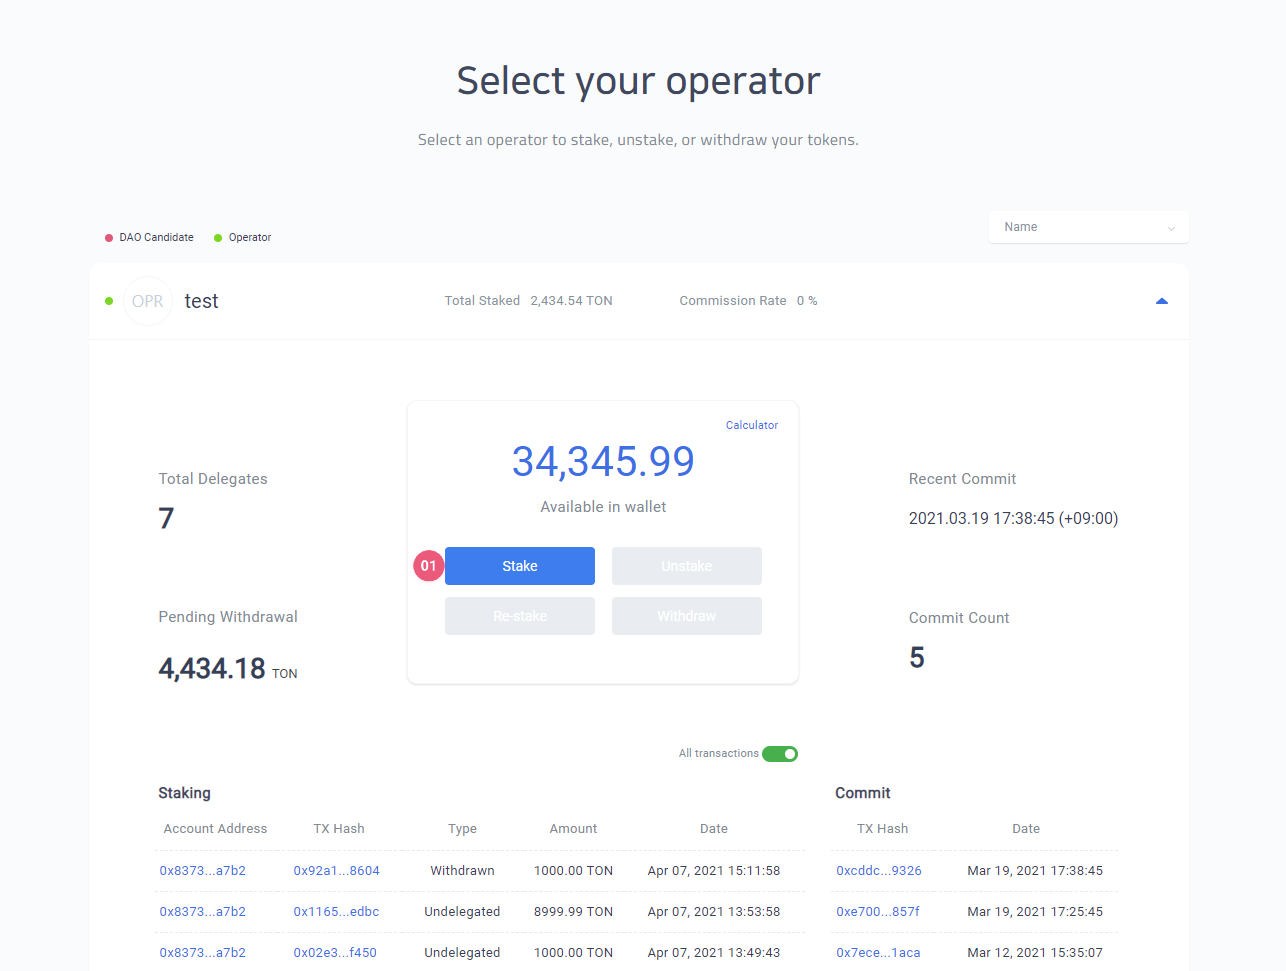 Select your operator
Select an operator to stake, unstake, or withdraw your tokens.
DAO Candidate Operator
Name
OPR test Total Staked 2,434.54 TON Commission Rate 0 %
Calculator
34,345.99
Available in wallet
Total Delegates
7
Recent Commit
2021.03.19 17:38:45 (+09:00)
01 Stake Unstake
Re-stake Withdraw
Pending Withdrawal
4,434.18 TON
Commit Count
5
All transactions
Staking
Account Address TX Hash Type Amount Date
0x8373...a7b2 0x92a1...8604 Withdrawn 1000.00 TON Apr 07, 2021 15:11:58
0x8373...a7b2 0x1165...edbc Undelegated 8999.99 TON Apr 07, 2021 13:53:58
0x8373...a7b2 0x02e3...f450 Undelegated 1000.00 TON Apr 07, 2021 13:49:43
Commit
TX Hash Date
0xcddc...9326 Mar 19, 2021 17:38:45
0xe700...857f Mar 19, 2021 17:25:45
0x7ece...1aca Mar 12, 2021 15:35:07